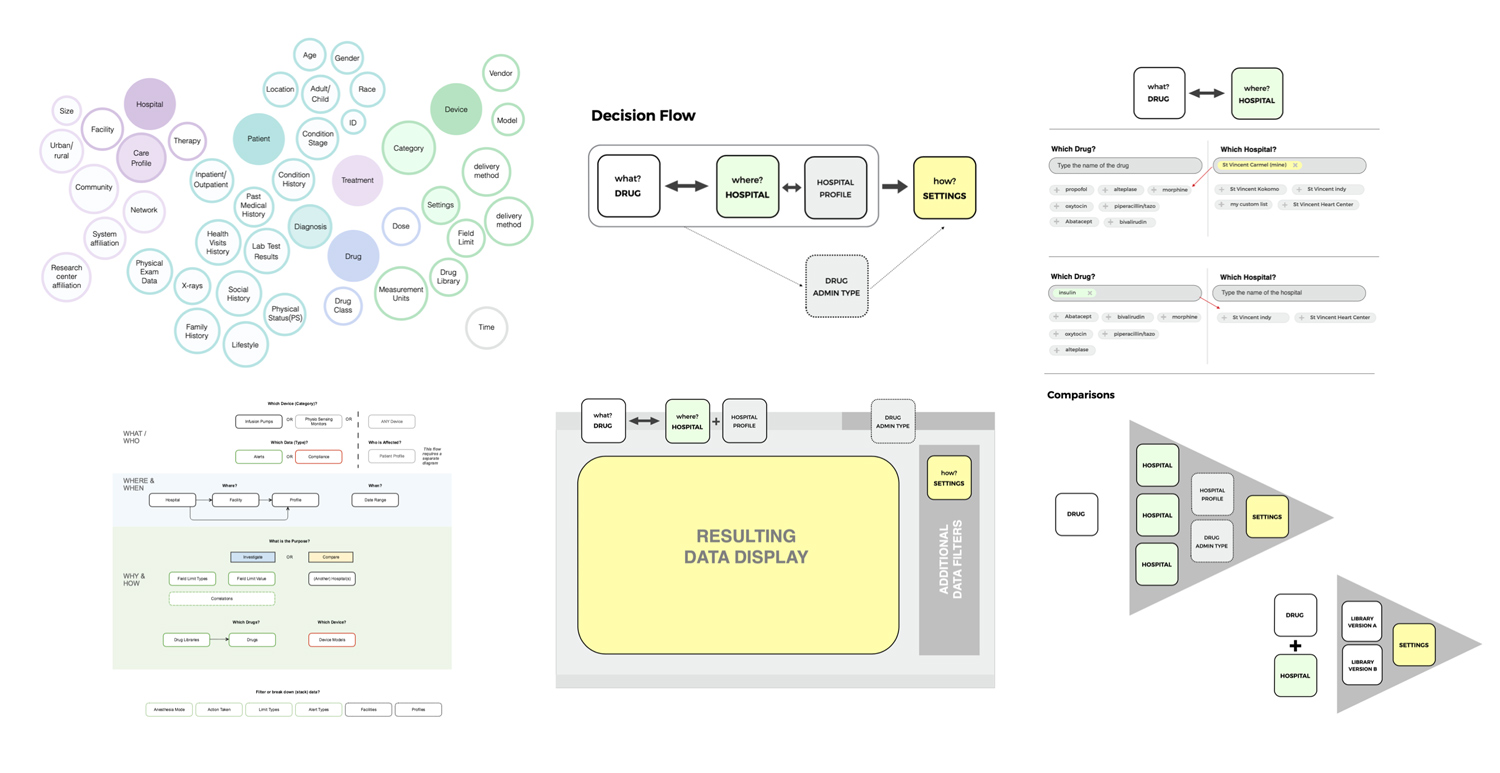 Age
Gender
Vendor
Location
Adult/
Child
Race
Hospital
Size
Device
Model
Facility
ID
Urban/
rural
Patient
Condition
Stage
Therapy
Category
Care
Profile
delivery
method
Inpatient/
Outpatient
Condition
History
Treatment
Community
Past
Medical
History
Settings
Network
delivery
method
System
affiliation
Health
Visits
History
Diagnosis
Dose
Field
Limit
Lab Test
Results
Drug
Research
center
affiliation
Physical
Exam
Data
X-rays
Drug
Library
Social
History
Measurement
Units
Physical
Status(PS)
Drug
Class
Time
Family
History
Lifestyle
Decision Flow
what?
DRUG
where?
HOSPITAL
HOSPITAL
PROFILE
how?
SETTINGS
DRUG
ADMIN TYPE
what?
DRUG
where?
HOSPITAL
Which Drug?
Which Hospital?
Type the name of the drug
St Vincent Carmel (mine) ×
+ propofol
+ alteplase
+ morphine
+ St Vincent Kokomo
+ St Vincent indy
+ oxytocin
+ piperacillin/tazo
+ my custom list
+ St Vincent Heart Center
+ Abatacept
+ bivalirudin
Which Drug?
Which Hospital?
insulin ×
Type the name of the hospital
+ Abatacept
+ bivalirudin
+ morphine
+ St Vincent indy
+ St Vincent Heart Center
+ oxytocin
+ piperacillin/tazo
+ alteplase
WHAT /
WHO
Which Device (Category)?
Infusion Pumps
OR
Physio Sensing
Monitors
OR
ANY Device
Which Data (Type)?
Who is Affected?
Alerts
OR
Compliance
Patient Profile
This flow
requires a
separate
diagram
WHERE &
WHEN
Where?
When?
Hospital
Facility
Profile
Date Range
What is the Purpose?
Investigate
OR
Compare
WHY &
HOW
Field Limit Types
Field Limit Value
(Another) Hospital(s)
Correlations
Which Drugs?
Which Device?
Drug Libraries
Drugs
Device Models
Filter or break down (stack) data?
Anesthesia Mode
Action Taken
Limit Types
Alert Types
Facilities
Profiles
what?
DRUG
where?
HOSPITAL
+
HOSPITAL
PROFILE
DRUG
ADMIN TYPE
how?
SETTINGS
RESULTING
DATA DISPLAY
ADDITIONAL
DATA FILTERS
Comparisons
DRUG
HOSPITAL
HOSPITAL
HOSPITAL
HOSPITAL
PROFILE
DRUG
ADMIN TYPE
SETTINGS
DRUG
+
HOSPITAL
LIBRARY
VERSION A
LIBRARY
VERSION B
SETTINGS